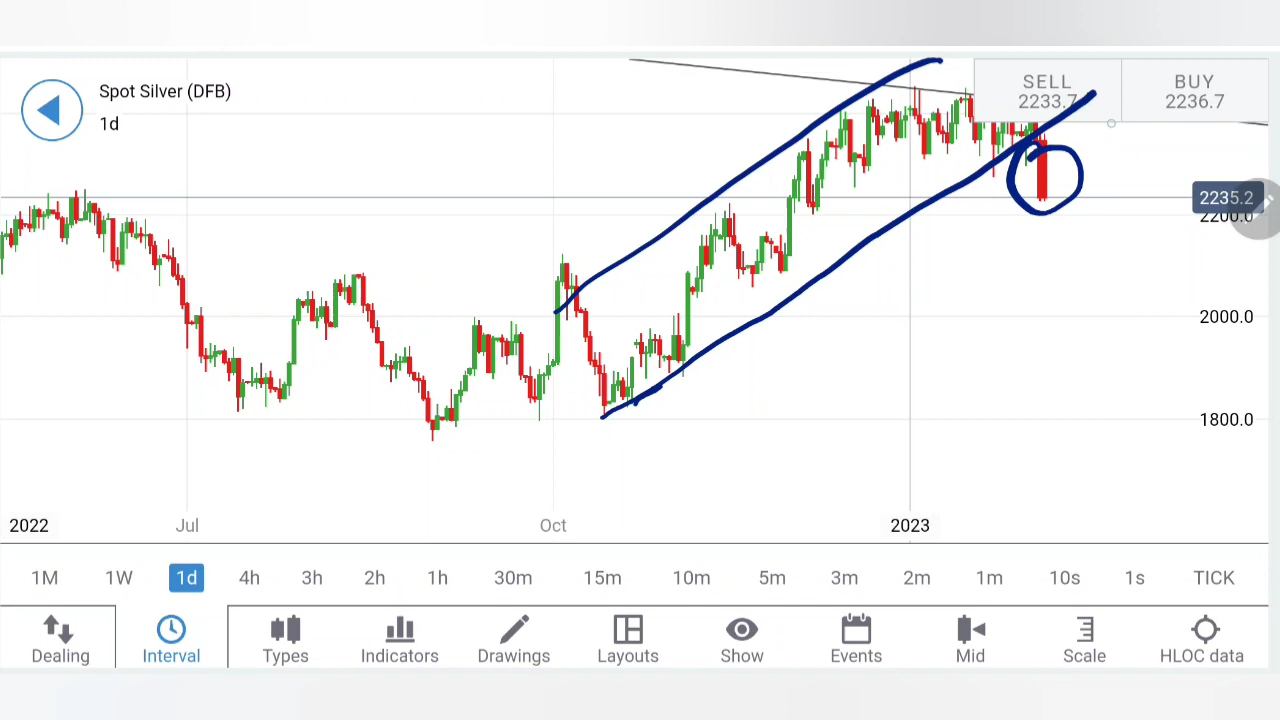 Spot Silver (DFB)
1d
SELL BUY
2233.7 2236.7
2235.2
2200.0
2000.0
1800.0
2022 Jul Oct 2023
1M 1W 1d 4h 3h 2h 1h 30m 15m 10m 5m 3m 2m 1m 10s 1s TICK
Dealing Interval Types Indicators Drawings Layouts Show Events Mid Scale HLOC data